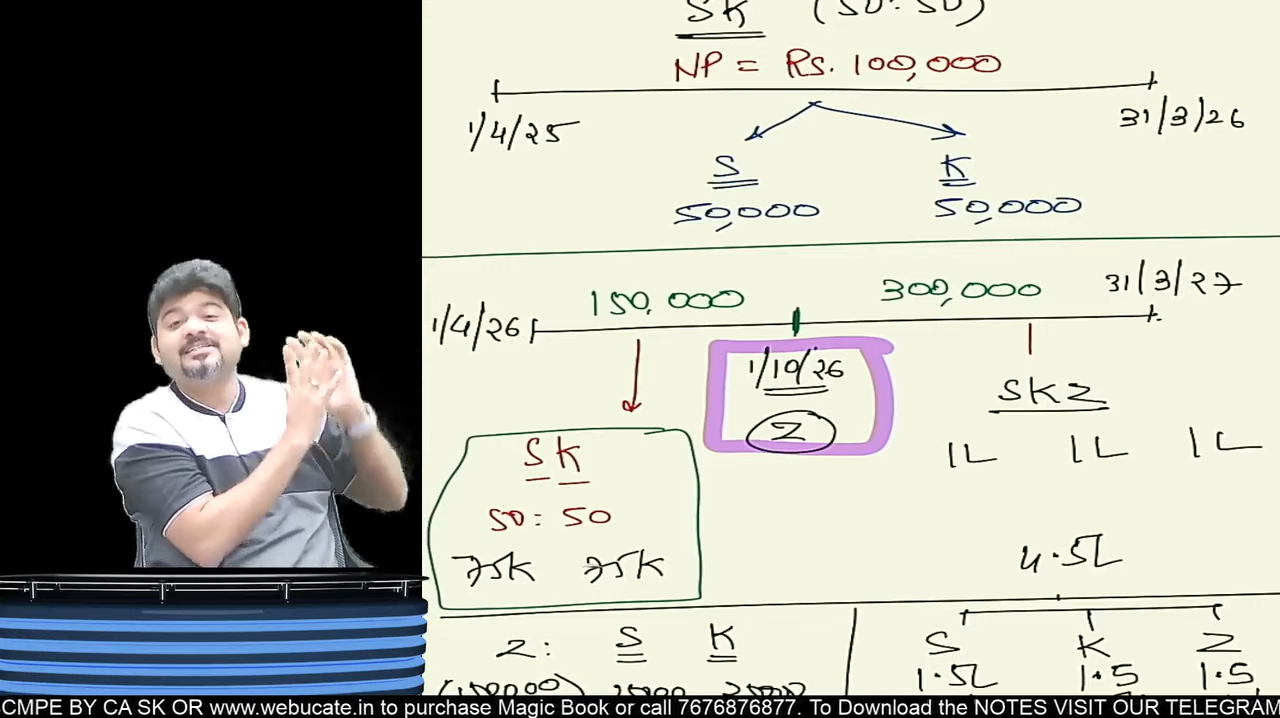 SK (50:50)
NP = Rs. 100,000
1/4/25 31/3/26
S K
50,000 50,000
150,000 300,000 31/3/27
1/4/26
1/10/26
Z
SKZ
1L 1L 1L
SK
50:50
75K 75K
4.5L
Z: S K
S K Z
1.5L 1.5 1.5
CMPE BY CA SK OR www.webucate.in to purchase Magic Book or call 7676876877. To Download the NOTES VISIT OUR TELEGRAM